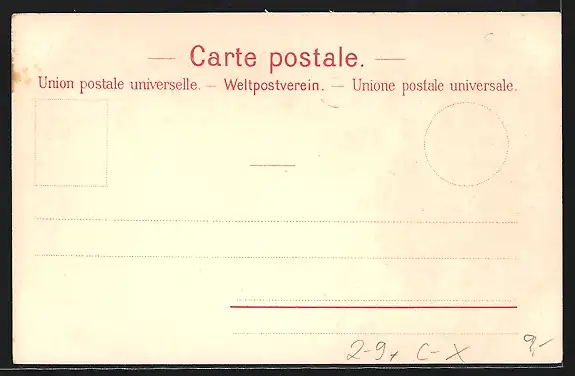 — Carte postale. —
Union postale universelle. — Weltpostverein. — Unione postale universale.
2-9+ C-X
9,-